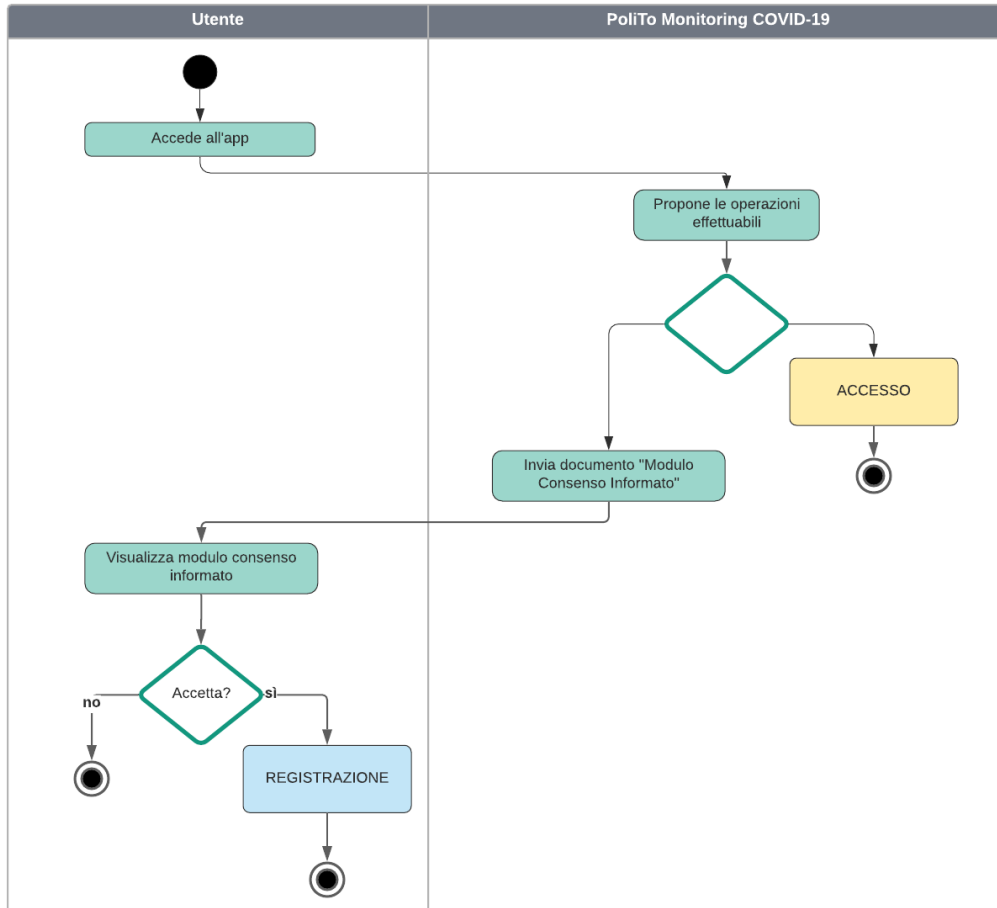 Utente
PoliTo Monitoring COVID-19
Accede all'app
Propone le operazioni
effettuabili
ACCESSO
Invia documento "Modulo
Consenso Informato"
Visualizza modulo consenso
informato
Accetta?
no
sì
REGISTRAZIONE